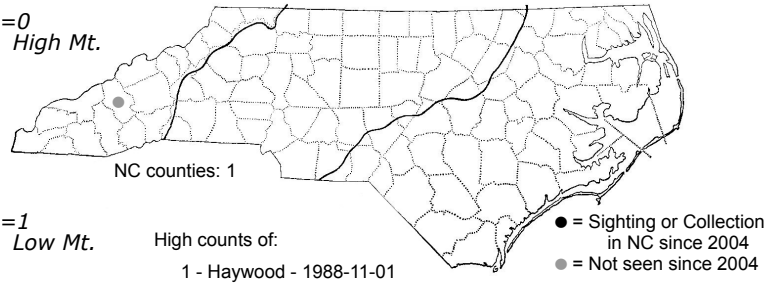 =0
High Mt.
NC counties: 1
=1
Low Mt.
High counts of:
1 - Haywood - 1988-11-01
= Sighting or Collection
in NC since 2004
= Not seen since 2004